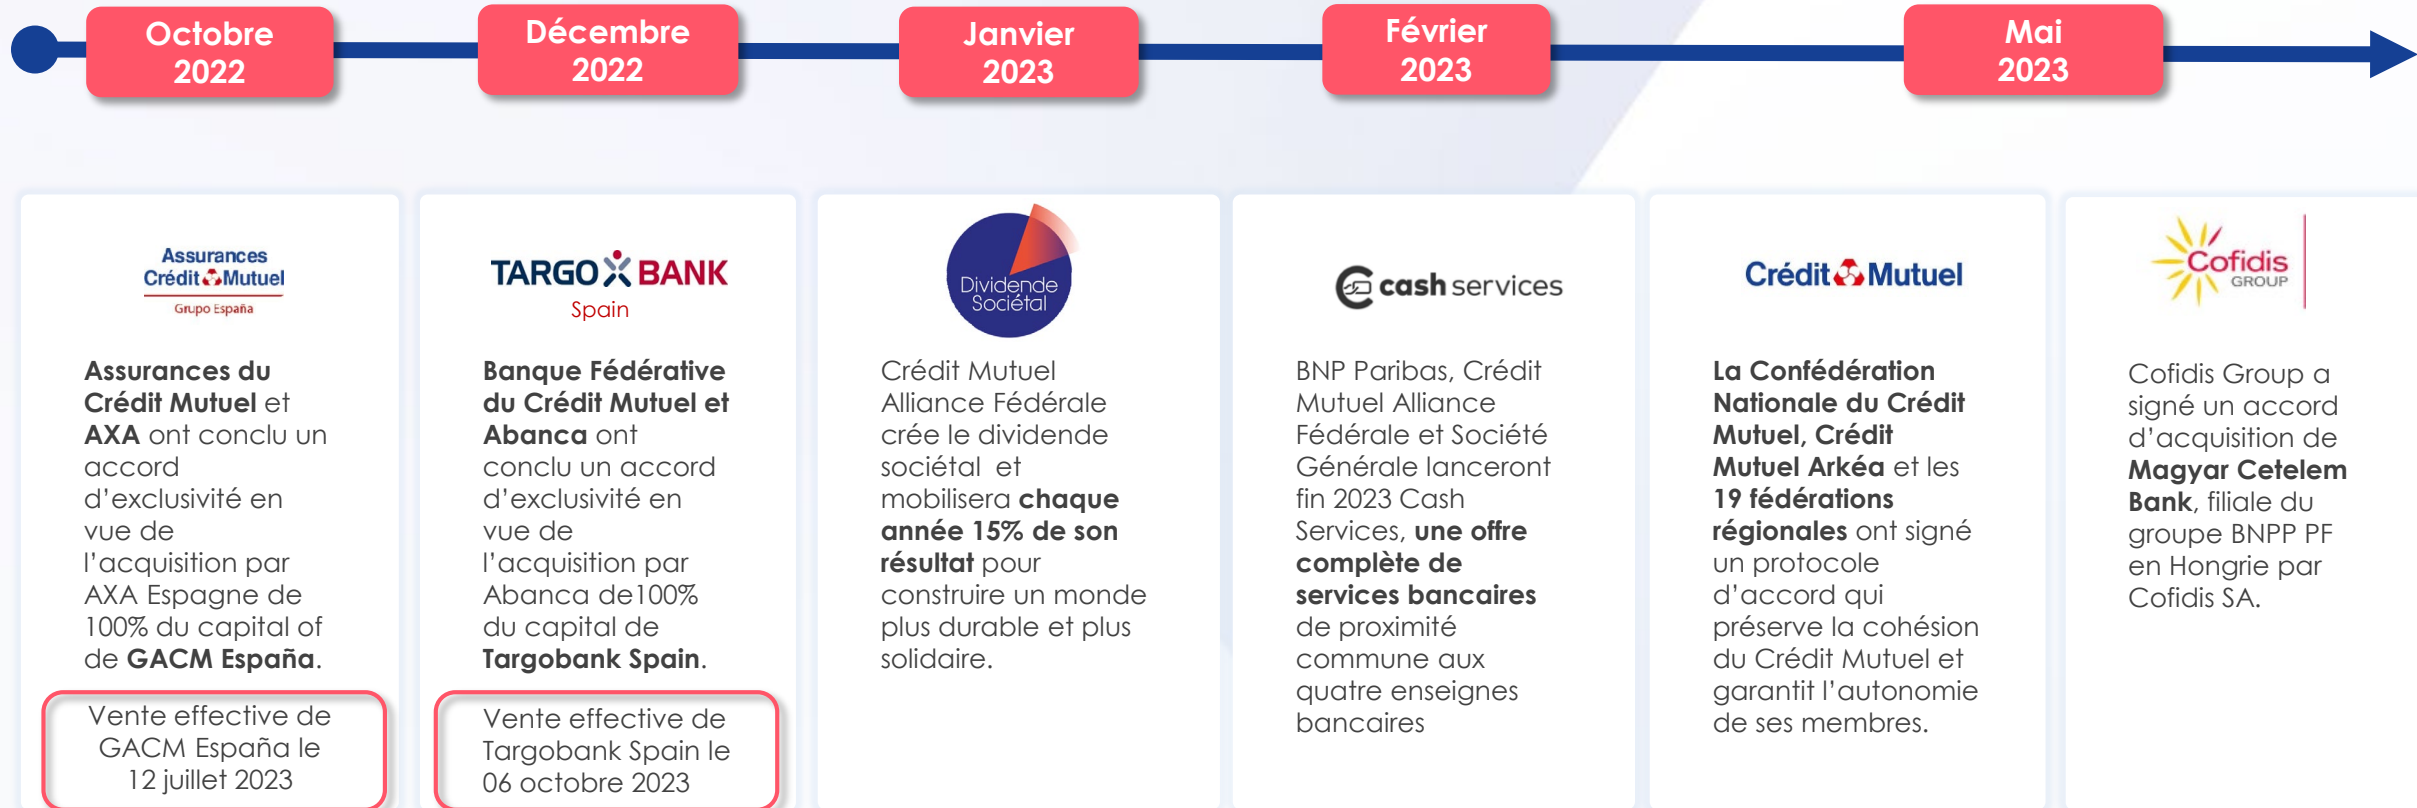 Octobre
2022
Décembre
2022
Janvier
2023
Février
2023
Mai
2023
Assurances
Crédit Mutuel
Grupo España
Assurances du
Crédit Mutuel et
AXA ont conclu un
accord
d’exclusivité en
vue de
l’acquisition par
AXA Espagne de
100% du capital of
de GACM España.
Vente effective de
GACM España le
12 juillet 2023
TARGO BANK
Spain
Banque Fédérative
du Crédit Mutuel et
Abanca ont
conclu un accord
d’exclusivité en
vue de
l’acquisition par
Abanca de100%
du capital de
Targobank Spain.
Vente effective de
Targobank Spain le
06 octobre 2023
Dividende
Sociétal
Crédit Mutuel
Alliance Fédérale
crée le dividende
sociétal et
mobilisera chaque
année 15% de son
résultat pour
construire un monde
plus durable et plus
solidaire.
cash services
BNP Paribas, Crédit
Mutuel Alliance
Fédérale et Société
Générale lanceront
fin 2023 Cash
Services, une offre
complète de
services bancaires
de proximité
commune aux
quatre enseignes
bancaires
Crédit Mutuel
La Confédération
Nationale du Crédit
Mutuel, Crédit
Mutuel Arkéa et les
19 fédérations
régionales ont signé
un protocole
d’accord qui
préserve la cohésion
du Crédit Mutuel et
garantit l’autonomie
de ses membres.
Cofidis
GROUP
Cofidis Group a
signé un accord
d’acquisition de
Magyar Cetelem
Bank, filiale du
groupe BNPP PF
en Hongrie par
Cofidis SA.